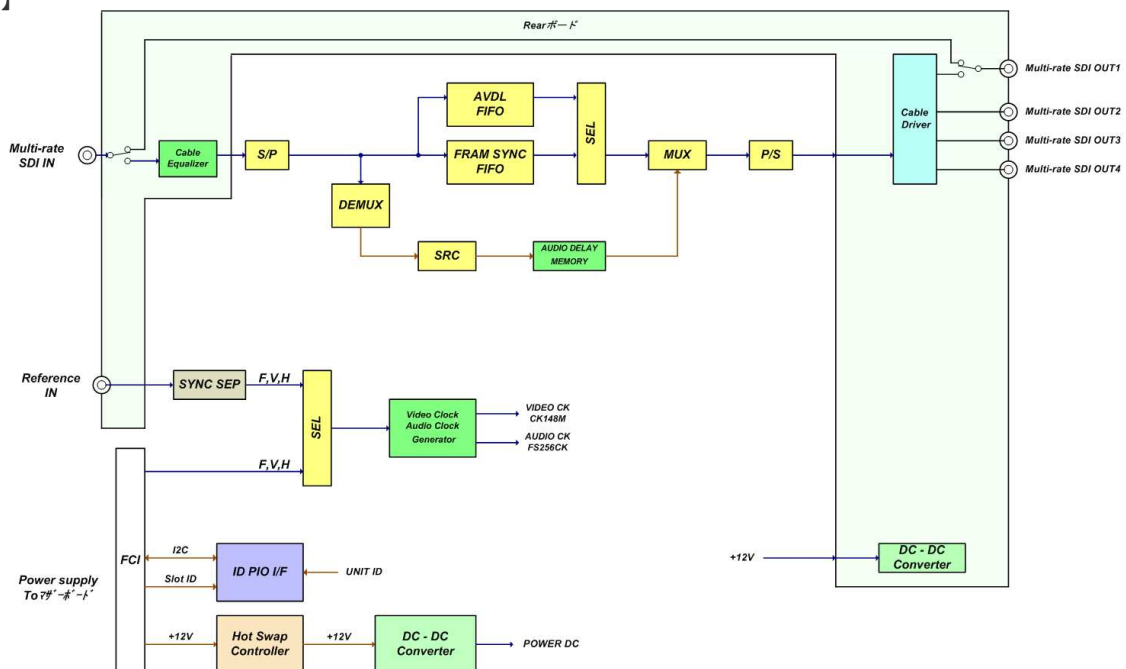 】
Rearボード
Multi-rate SDI OUT1
AVDL
FIFO
Cable
Driver
Multi-rate SDI OUT2
SEL
Multi-rate
SDI IN
Cable
Equalizer
S/P
FRAM SYNC
FIFO
MUX
P/S
Multi-rate SDI OUT3
Multi-rate SDI OUT4
DEMUX
SRC
AUDIO DELAY
MEMORY
Reference
IN
SYNC SEP
F,V,H
SEL
Video Clock
Audio Clock
Generator
VIDEO CK
CK148M
AUDIO CK
FS256CK
F,V,H
FCI
I2C
Slot ID
ID PIO I/F
UNIT ID
+12V
DC - DC
Converter
Power supply
Toマザーボード
+12V
Hot Swap
Controller
+12V
DC - DC
Converter
POWER DC